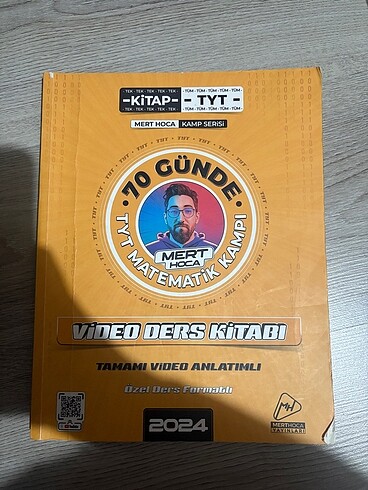 • TEK • TEK • TEK • TEK • TEK •
-KİTAP-
• TEK • TEK • TEK • TEK • TEK •
• TÜM • TÜM • TÜM • TÜM • TÜM •
- TYT -
• TÜM • TÜM • TÜM • TÜM • TÜM •
MERT HOCA KAMP SERİSİ
• 70 GÜNDE •
TYT MATEMATİK KAMPI
MERT
HOCA
VİDEO DERS KİTABI
TAMAMI VIDEO ANLATIMLI
Özel Ders Formatlı
2024
MH
MERTHOCA
YAYINLARI